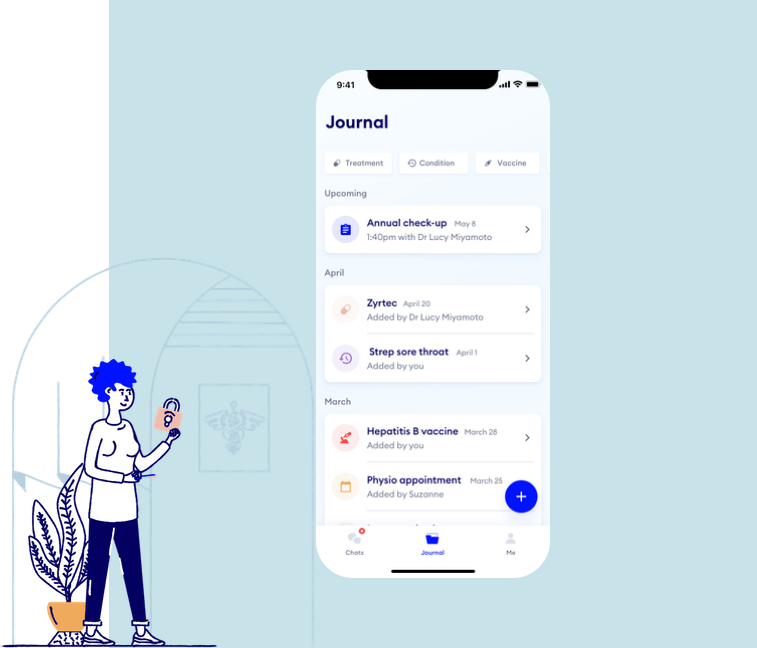 9:41
Journal
Treatment Condition Vaccine
Upcoming
Annual check-up May 8
1:40pm with Dr Lucy Miyamoto
April
Zyrtec April 20
Added by Dr Lucy Miyamoto
Strep sore throat April 1
Added by you
March
Hepatitis B vaccine March 28
Added by you
Physio appointment March 25
Added by Suzanne
+
Chats Journal Me